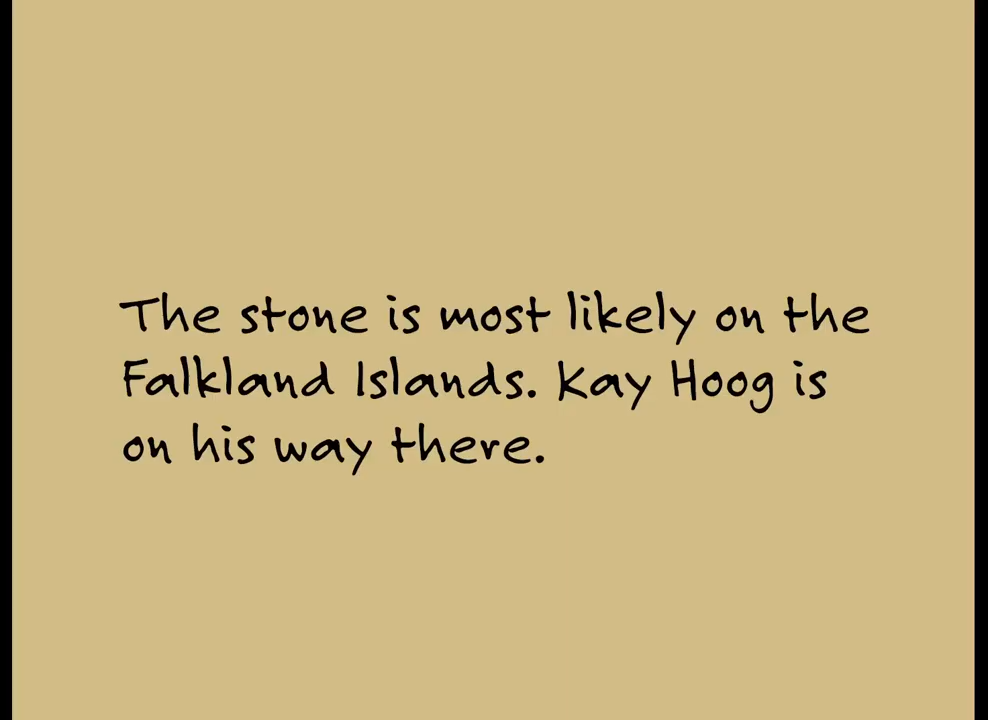 The stone is most likely on the
Falkland Islands. Kay Hoog is
on his way there.